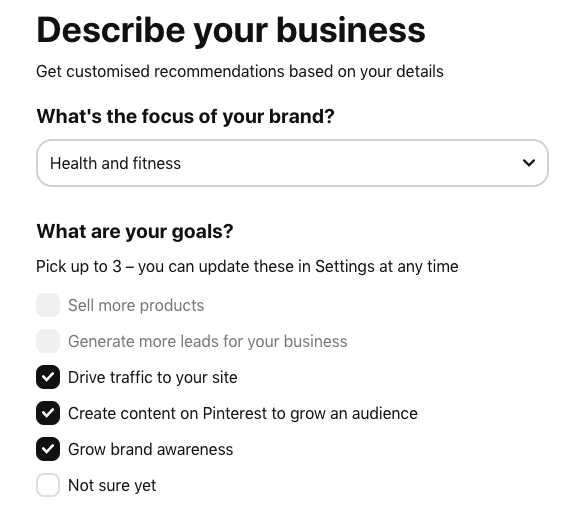 Describe your business
Get customised recommendations based on your details
What's the focus of your brand?
Health and fitness
What are your goals?
Pick up to 3 – you can update these in Settings at any time
Sell more products
Generate more leads for your business
Drive traffic to your site
Create content on Pinterest to grow an audience
Grow brand awareness
Not sure yet